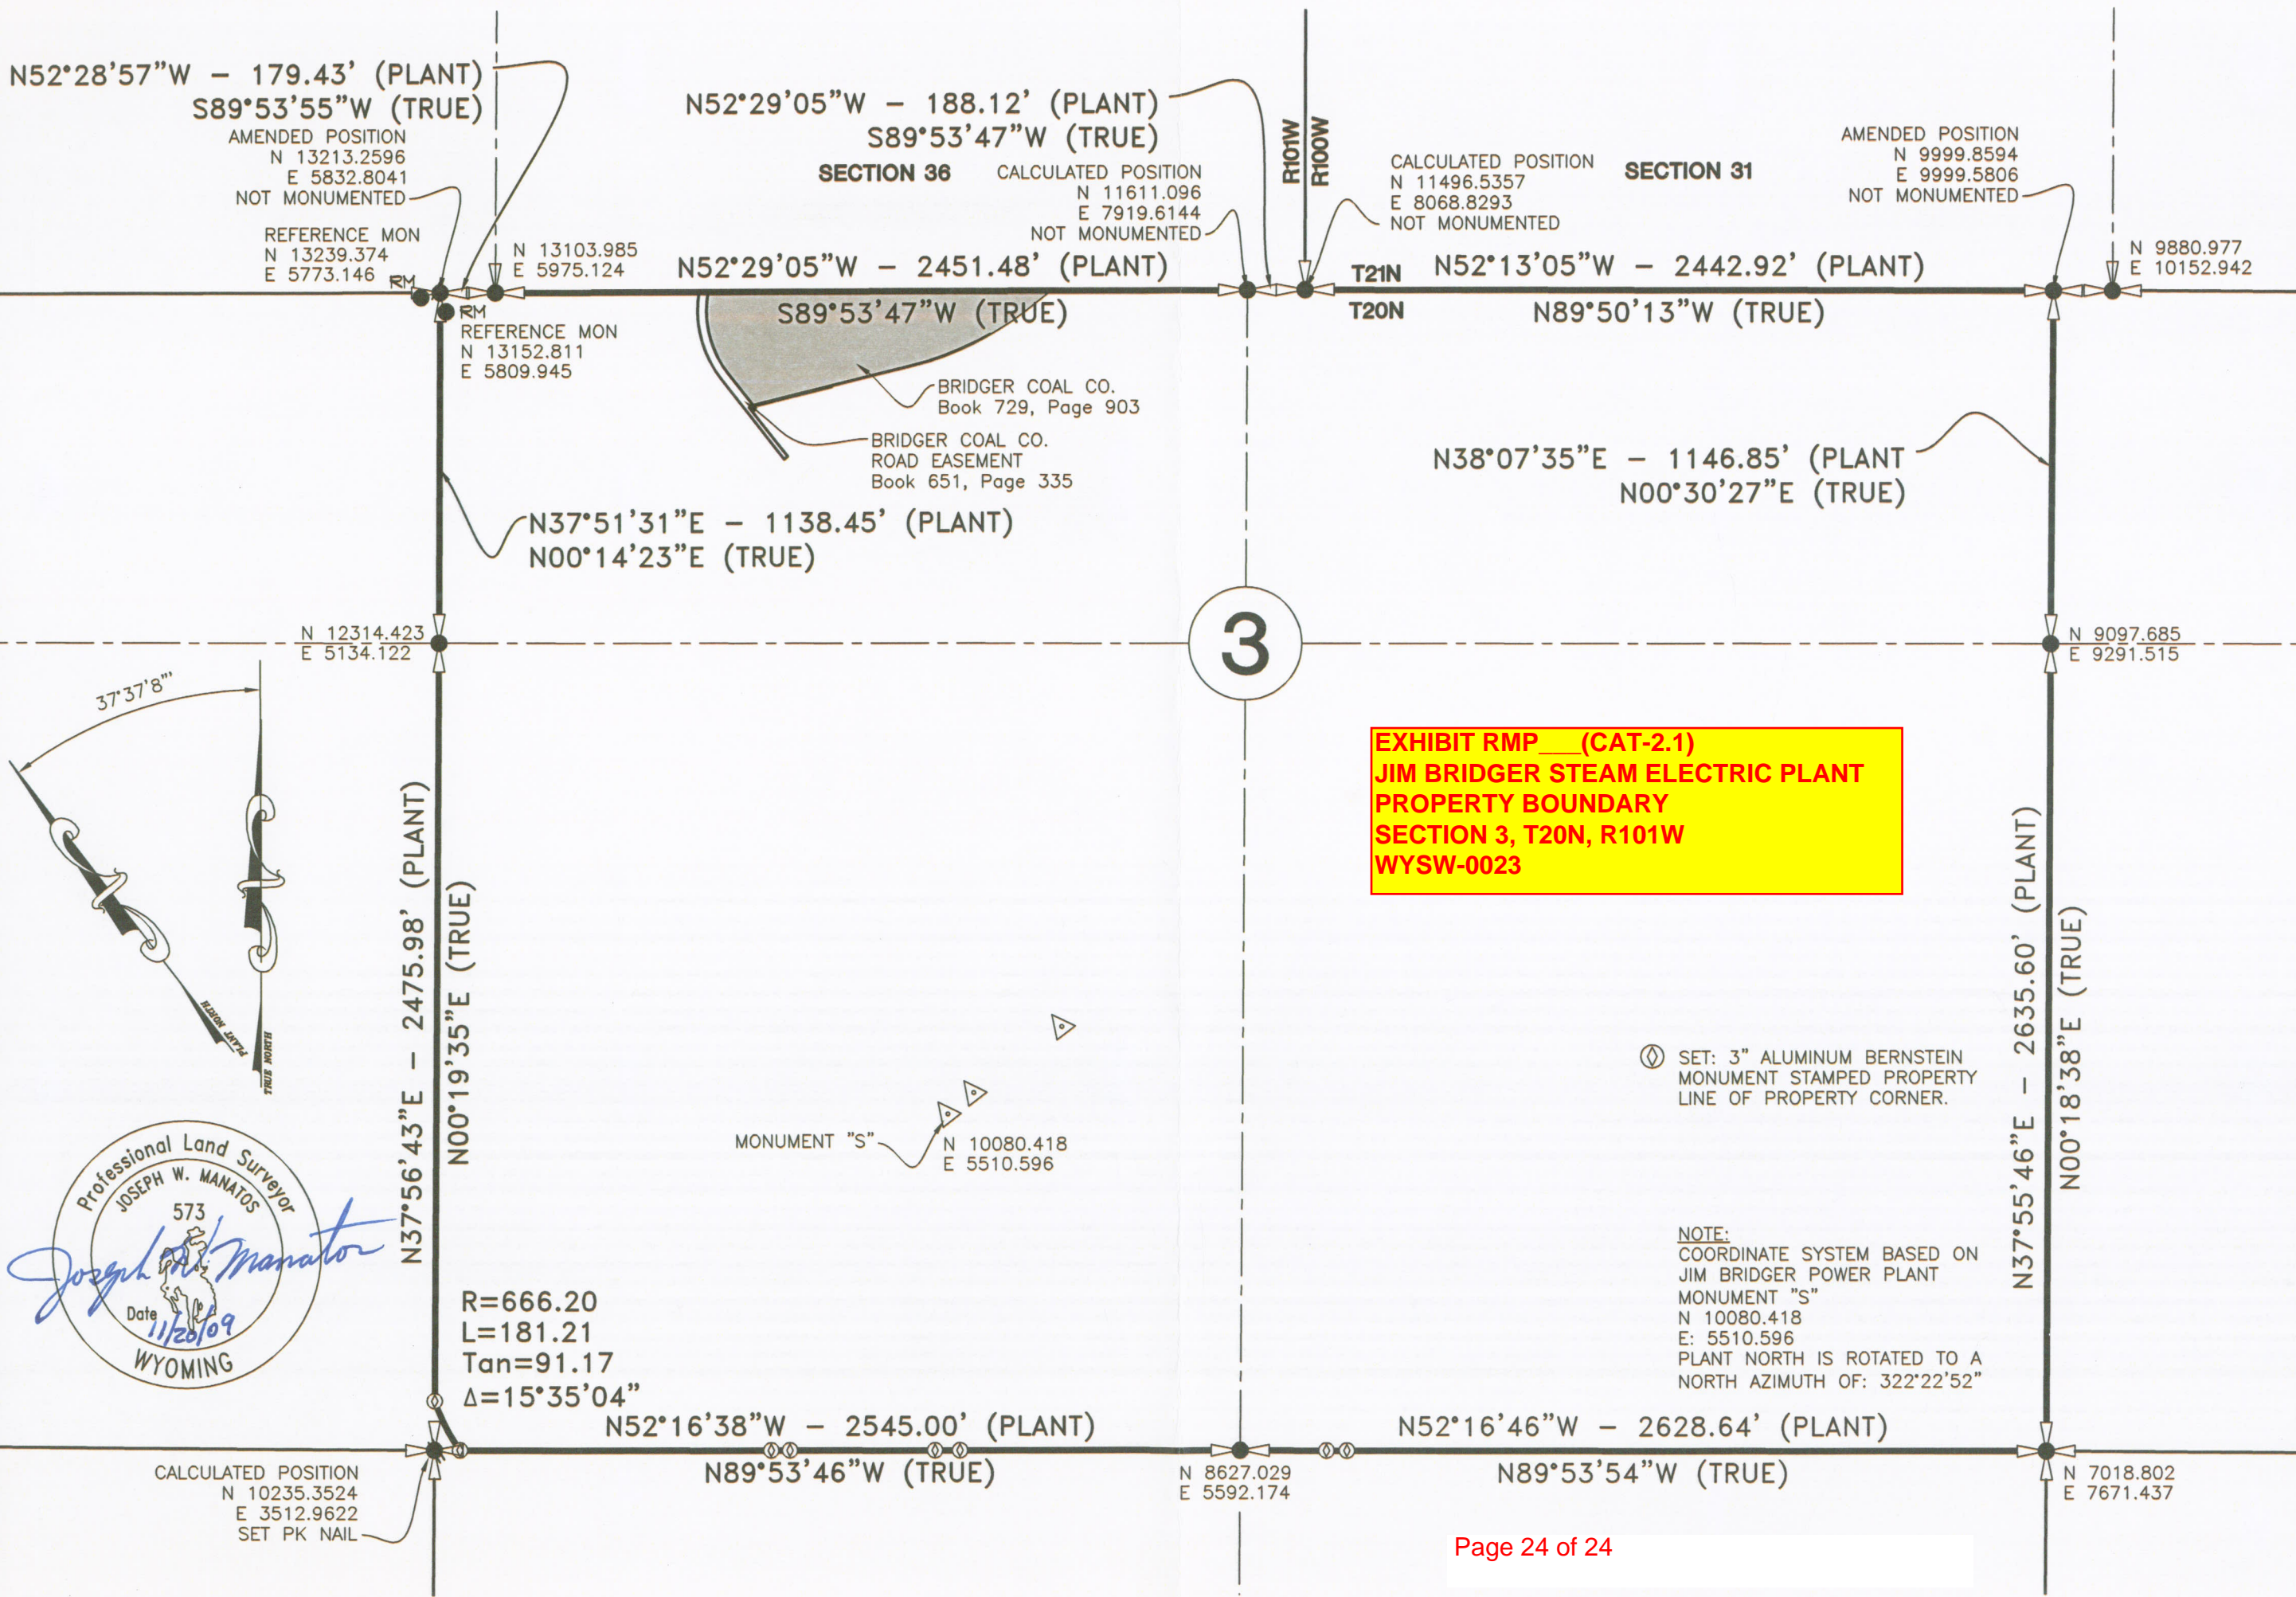 N52°28'57"W – 179.43' (PLANT)
S89°53'55"W (TRUE)
AMENDED POSITION
N 13213.2596
E 5832.8041
NOT MONUMENTED
REFERENCE MON
N 13239.374
E 5773.146
RM
N 13103.985
E 5975.124
RM
REFERENCE MON
N 13152.811
E 5809.945
N52°29'05"W – 188.12' (PLANT)
S89°53'47"W (TRUE)
SECTION 36
CALCULATED POSITION
N 11611.096
E 7919.6144
NOT MONUMENTED
N52°29'05"W – 2451.48' (PLANT)
S89°53'47"W (TRUE)
R101W
R100W
CALCULATED POSITION
N 11496.5357
E 8068.8293
NOT MONUMENTED
SECTION 31
AMENDED POSITION
N 9999.8594
E 9999.5806
NOT MONUMENTED
N 9880.977
E 10152.942
T21N
T20N
N52°13'05"W – 2442.92' (PLANT)
N89°50'13"W (TRUE)
BRIDGER COAL CO.
Book 729, Page 903
BRIDGER COAL CO.
ROAD EASEMENT
Book 651, Page 335
N37°51'31"E – 1138.45' (PLANT)
N00°14'23"E (TRUE)
N38°07'35"E – 1146.85' (PLANT
N00°30'27"E (TRUE)
N 12314.423
E 5134.122
3
N 9097.685
E 9291.515
37°37'8"'
PLANT NORTH
TRUE NORTH
EXHIBIT RMP___(CAT-2.1)
JIM BRIDGER STEAM ELECTRIC PLANT
PROPERTY BOUNDARY
SECTION 3, T20N, R101W
WYSW-0023
N37°56'43"E – 2475.98' (PLANT)
N00°19'35"E (TRUE)
N37°55'46"E – 2635.60' (PLANT)
N00°18'38"E (TRUE)
MONUMENT "S"
N 10080.418
E 5510.596
SET: 3" ALUMINUM BERNSTEIN
MONUMENT STAMPED PROPERTY
LINE OF PROPERTY CORNER.
NOTE:
COORDINATE SYSTEM BASED ON
JIM BRIDGER POWER PLANT
MONUMENT "S"
N 10080.418
E: 5510.596
PLANT NORTH IS ROTATED TO A
NORTH AZIMUTH OF: 322°22'52"
Professional Land Surveyor
JOSEPH W. MANATOS
573
Joseph W. Manatos
Date 11/20/09
WYOMING
R=666.20
L=181.21
Tan=91.17
Δ=15°35'04"
N52°16'38"W – 2545.00' (PLANT)
N89°53'46"W (TRUE)
N52°16'46"W – 2628.64' (PLANT)
N89°53'54"W (TRUE)
CALCULATED POSITION
N 10235.3524
E 3512.9622
SET PK NAIL
N 8627.029
E 5592.174
N 7018.802
E 7671.437
Page 24 of 24